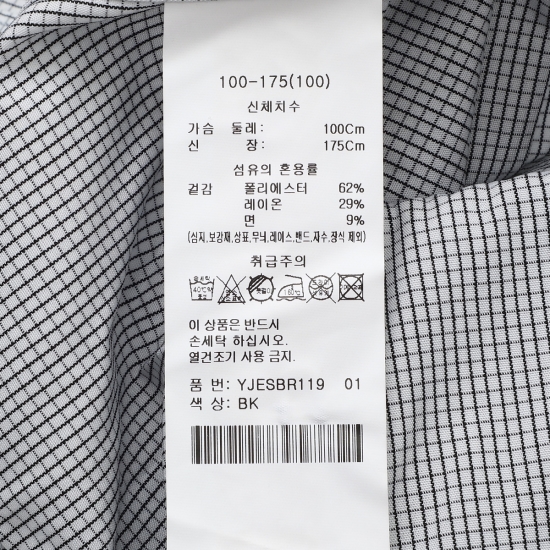 100-175(100)
신체치수
가슴 둘레: 100Cm
신 장: 175Cm
섬유의 혼용률
겉감 폴리에스터 62%
레이온 29%
면 9%
(심지,보강재,상표,무늬,레이스,밴드,자수,장식 제외)
취급주의
이 상품은 반드시
손세탁 하십시오.
열건조기 사용 금지.
품 번: YJESBR119 01
색 상: BK